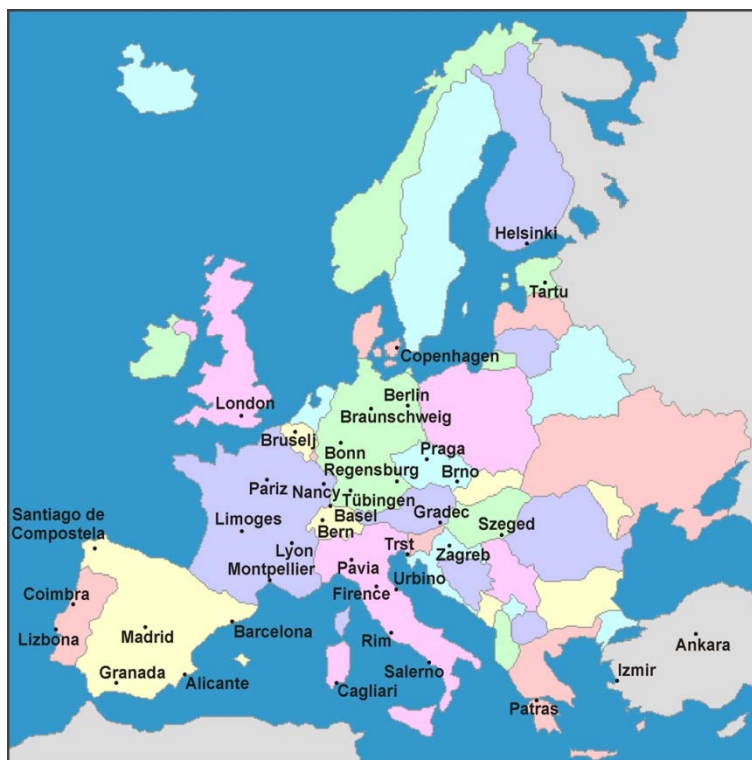 Helsinki
Tartu
Copenhagen
London
Berlin
Braunschweig
Bruselj
Bonn
Praga
Regensburg
Brno
Pariz
Nancy
Tübingen
Basel
Gradec
Santiago de
Compostela
Limoges
Bern
Szeged
Lyon
Trst
Zagreb
Montpellier
Pavia
Urbino
Coimbra
Firence
Lizbona
Madrid
Barcelona
Rim
Ankara
Granada
Alicante
Salerno
Izmir
Cagliari
Patras